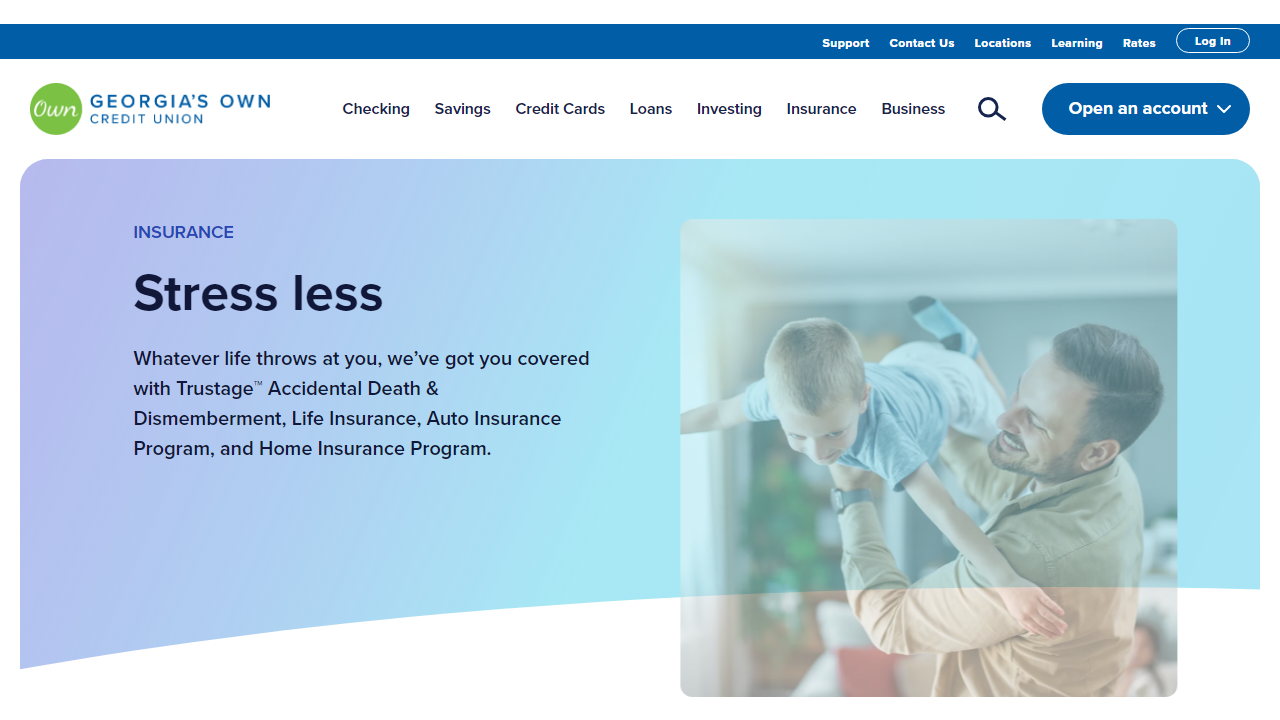 Support Contact Us Locations Learning Rates Log In
Own GEORGIA'S OWN
CREDIT UNION
Checking Savings Credit Cards Loans Investing Insurance Business Open an account
INSURANCE
Stress less
Whatever life throws at you, we’ve got you covered
with Trustage™ Accidental Death &
Dismemberment, Life Insurance, Auto Insurance
Program, and Home Insurance Program.